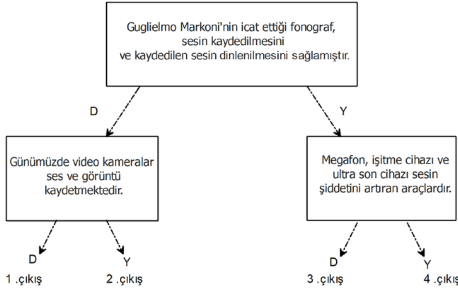 Guglielmo Markoni'nin icat ettiği fonograf,
sesin kaydedilmesini
ve kaydedilen sesin dinlenilmesini sağlamıştır.
D
Y
Günümüzde video kameralar
ses ve görüntü
kaydetmektedir.
Megafon, işitme cihazı ve
ultra son cihazı sesin
şiddetini artıran araçlardır.
D
Y
D
Y
1 .çıkış
2 .çıkış
3 .çıkış
4 .çıkış